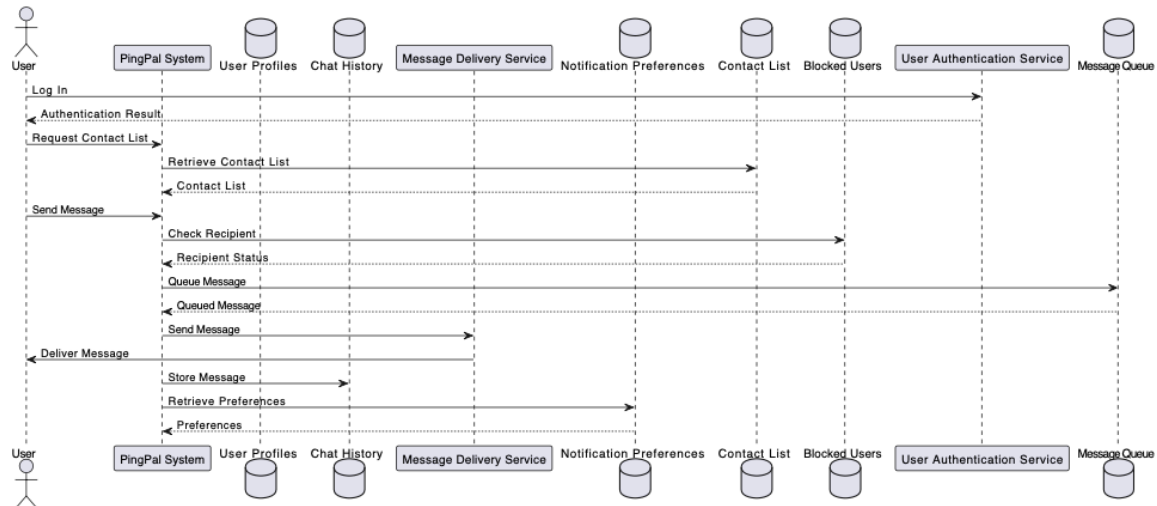 User
PingPal System
User Profiles
Chat History
Message Delivery Service
Notification Preferences
Contact List
Blocked Users
User Authentication Service
Message Queue
Log In
Authentication Result
Request Contact List
Retrieve Contact List
Contact List
Send Message
Check Recipient
Recipient Status
Queue Message
Queued Message
Send Message
Deliver Message
Store Message
Retrieve Preferences
Preferences
User
PingPal System
User Profiles
Chat History
Message Delivery Service
Notification Preferences
Contact List
Blocked Users
User Authentication Service
Message Queue